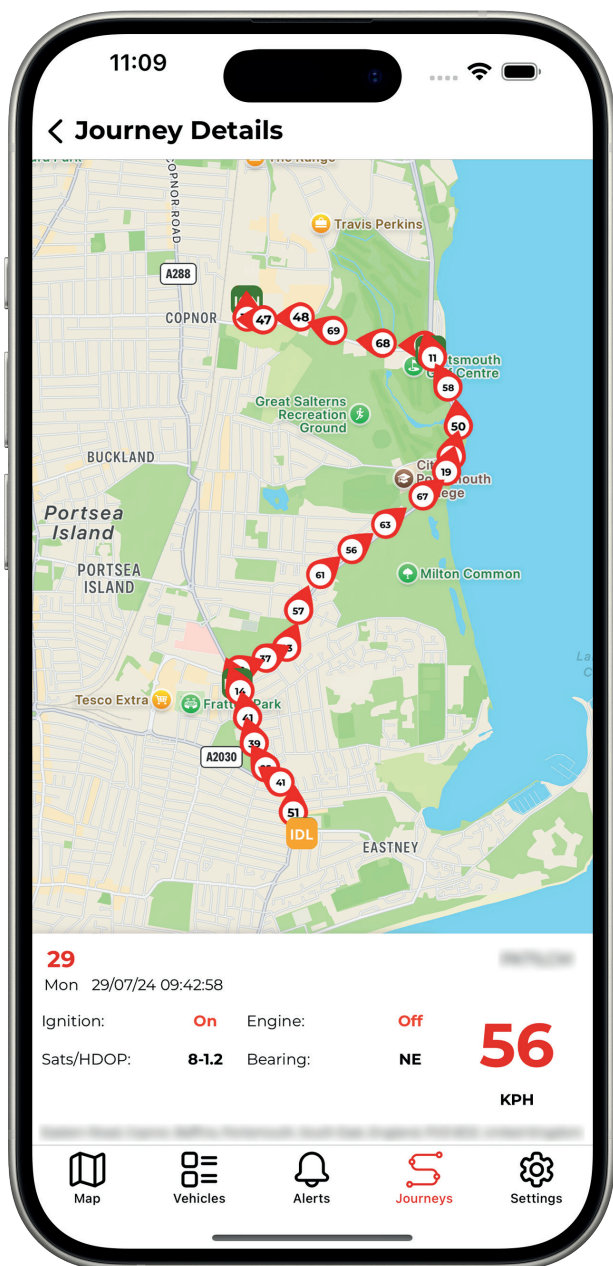 11:09
Journey Details
The Range
COPNOR ROAD
Travis Perkins
A288
COPNOR
47
48
69
68
11
Portsmouth
Golf Centre
58
Great Salterns
Recreation
Ground
50
BUCKLAND
City
Portsmouth
College
19
67
Portsea
Island
63
56
PORTSEA
ISLAND
61
Milton Common
57
37
14
Tesco Extra
Fratton Park
41
39
A2030
41
51
IDL
EASTNEY
29
Mon 29/07/24 09:42:58
Ignition: On Engine: Off
56
Sats/HDOP: 8-1.2 Bearing: NE
KPH
Map Vehicles Alerts Journeys Settings